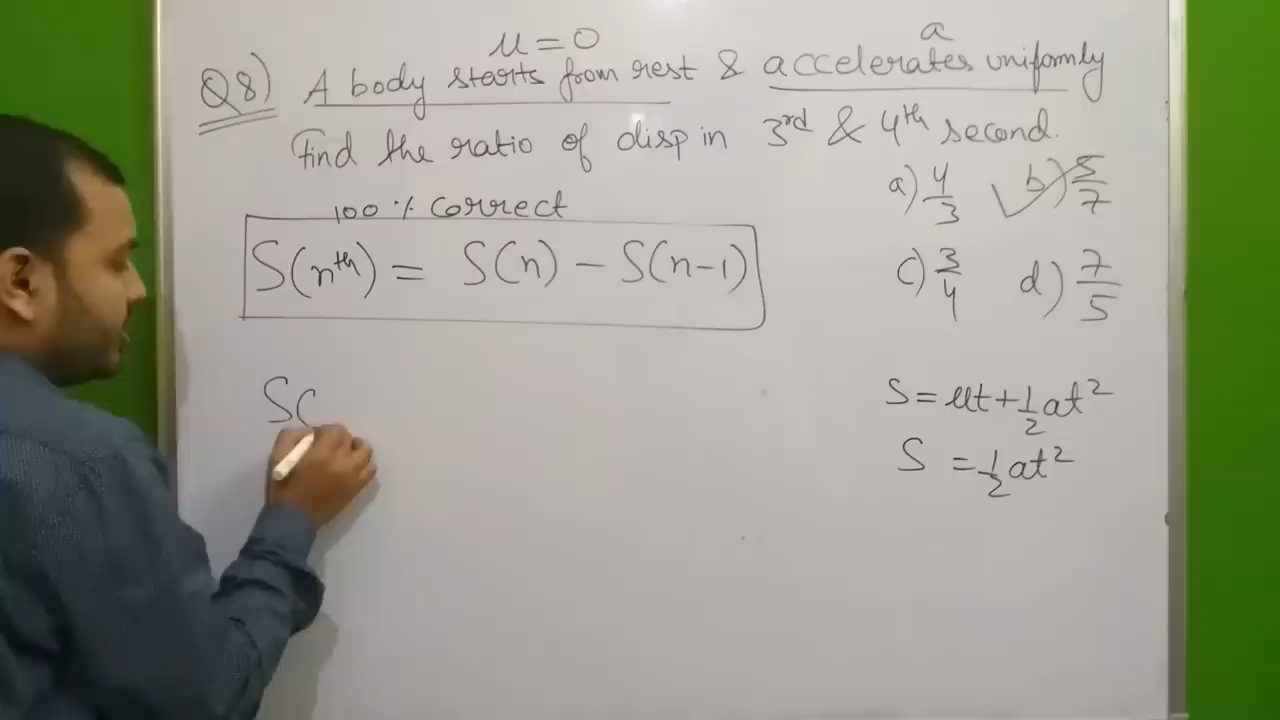 u = 0
a
Q8) A body starts from rest & accelerates uniformly
Find the ratio of disp in 3rd & 4th second.
a) 4/3 b) 5/7
100 % correct
S(nth) = S(n) − S(n−1)
c) 3/4 d) 7/5
S(
S = ut + 1/2 at²
S = 1/2 at²